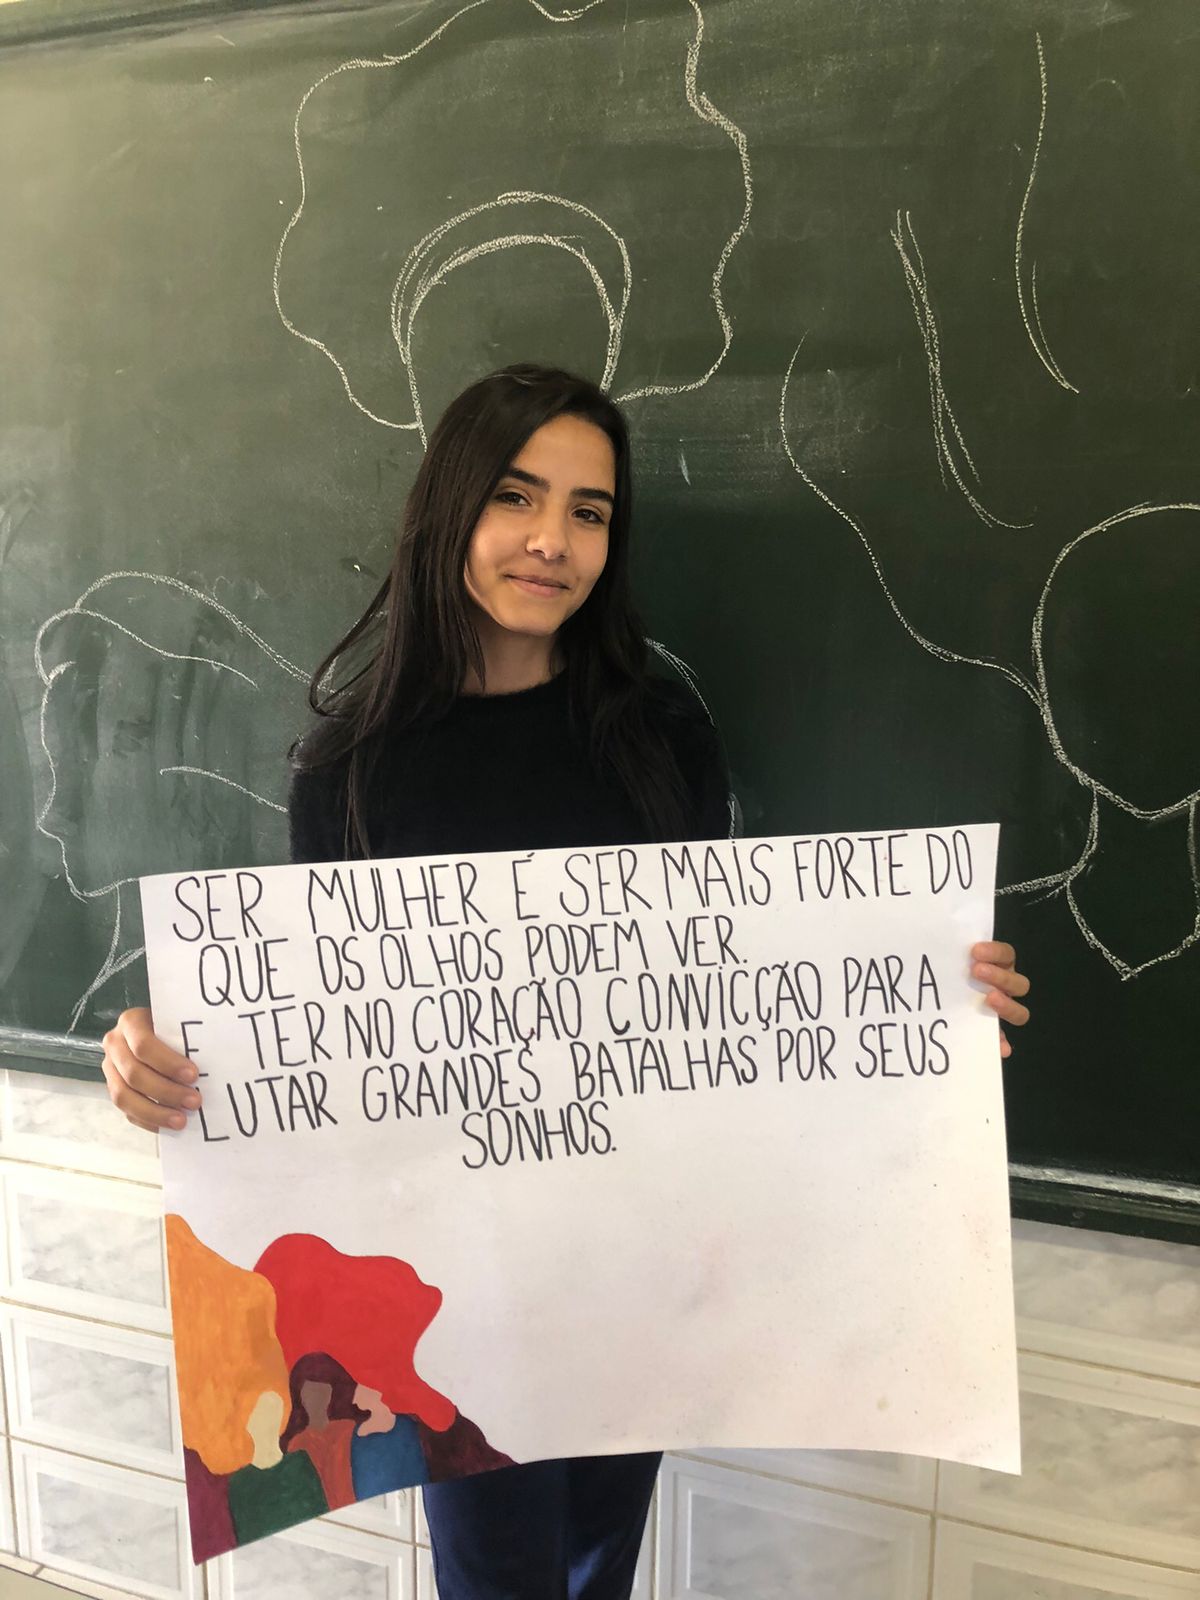 SER MULHER É SER MAIS FORTE DO
QUE OS OLHOS PODEM VER.
E TER NO CORAÇÃO CONVICÇÃO PARA
LUTAR GRANDES BATALHAS POR SEUS
SONHOS.